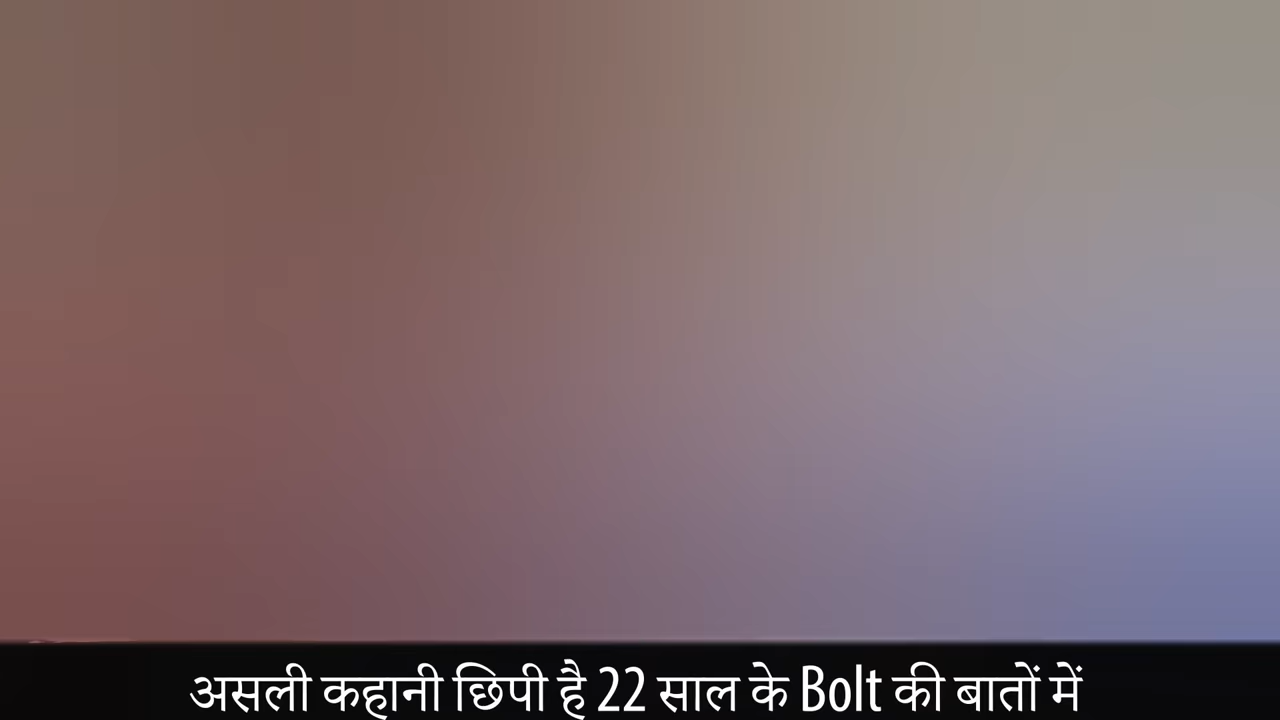 असली कहानी छिपी है 22 साल के Bolt की बातों में